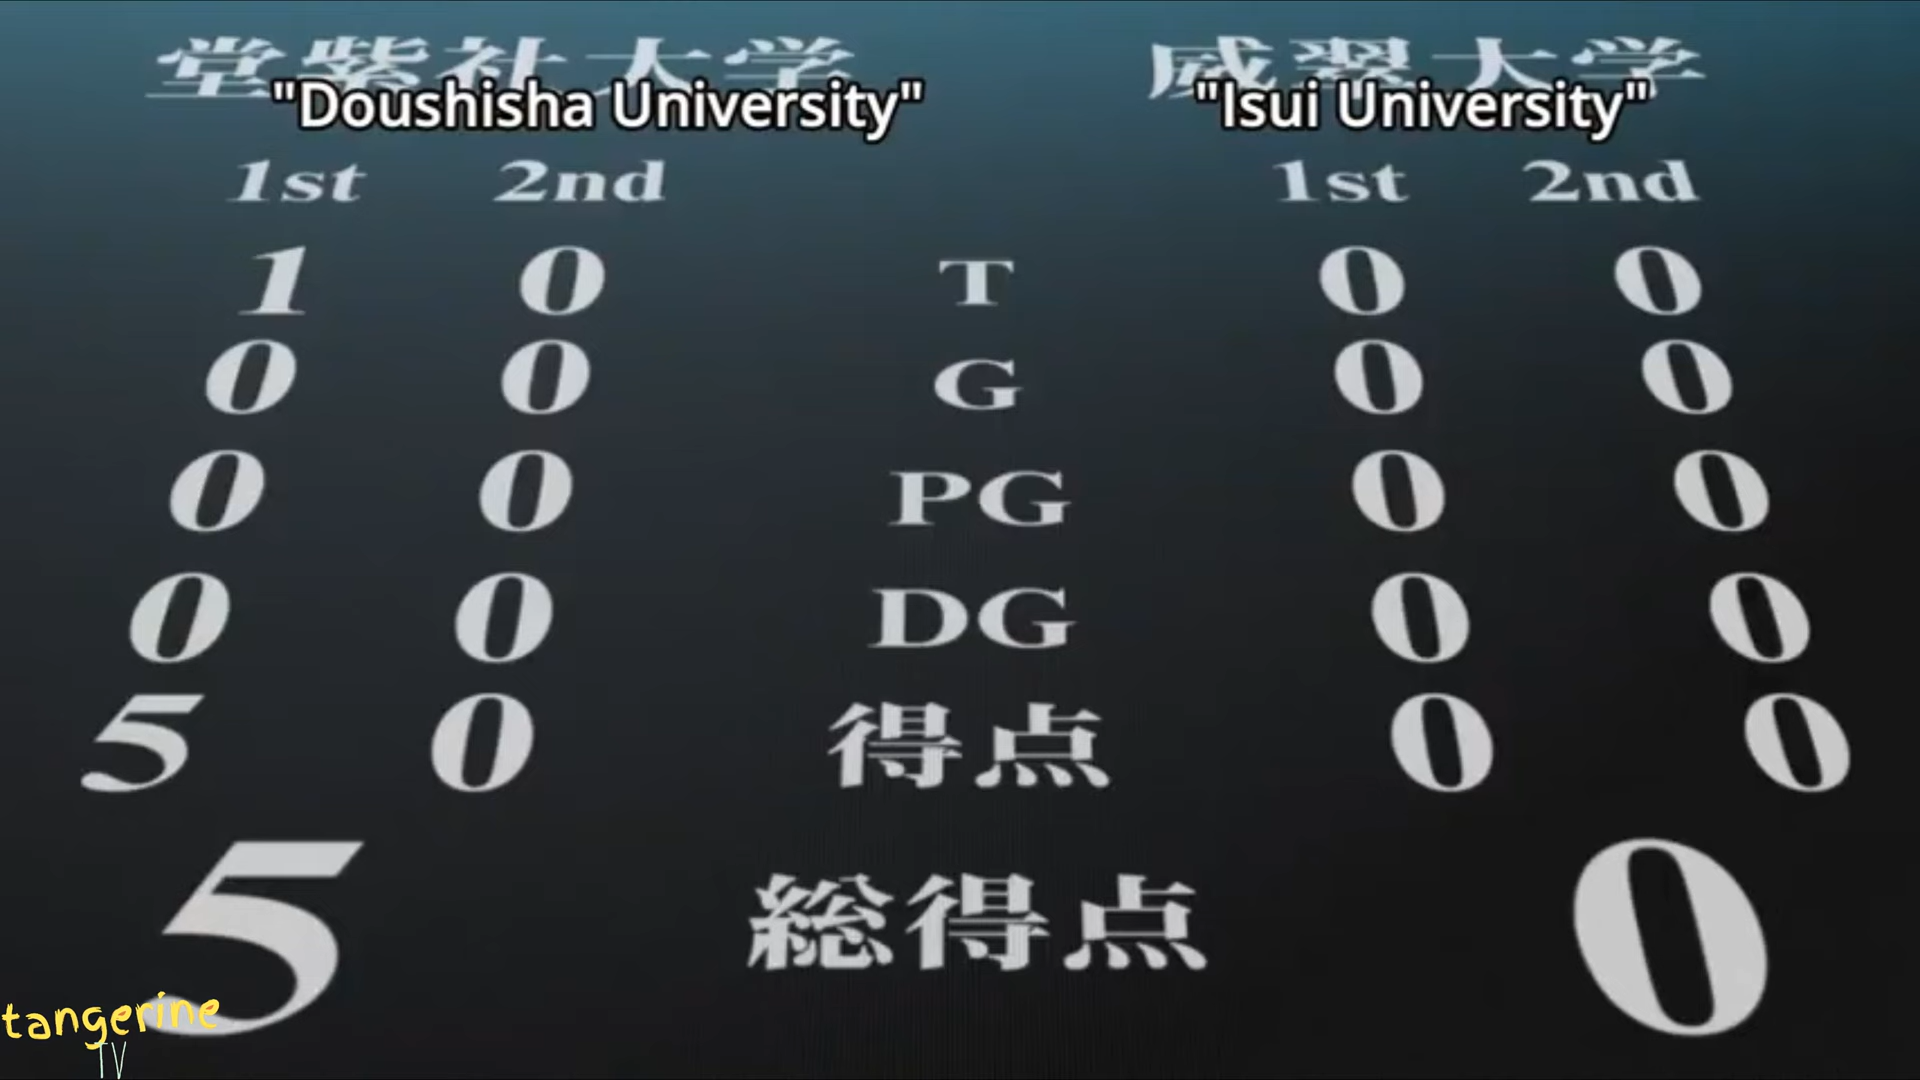 堂紫社大学 威翠大学
"Doushisha University" "Isui University"
1st 2nd 1st 2nd
1 0 T 0 0
0 0 G 0 0
0 0 PG 0 0
0 0 DG 0 0
5 0 得点 0 0
5 総得点 0
tangerine
TV